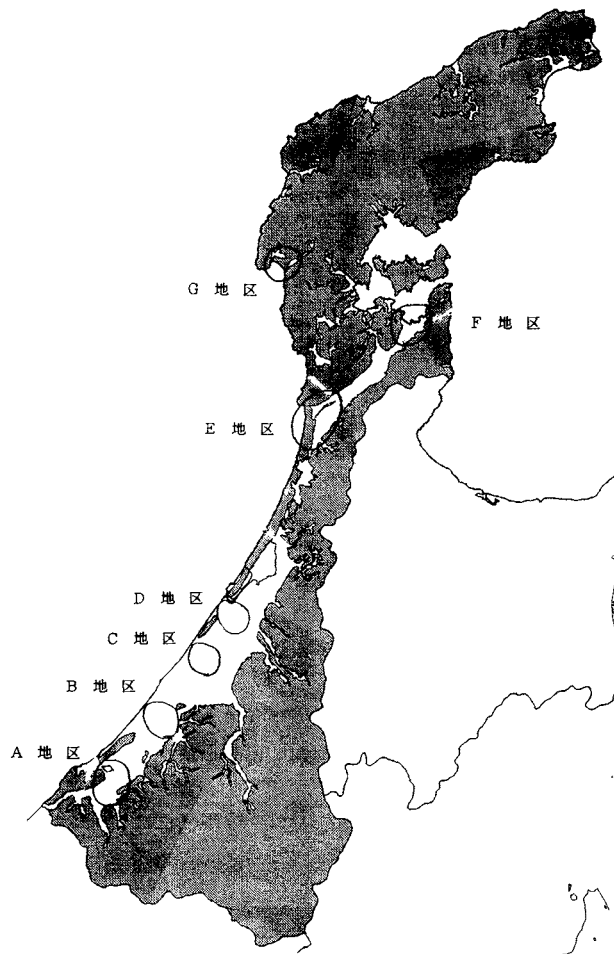 G 地 区
F 地 区
E 地 区
D 地 区
C 地 区
B 地 区
A 地 区